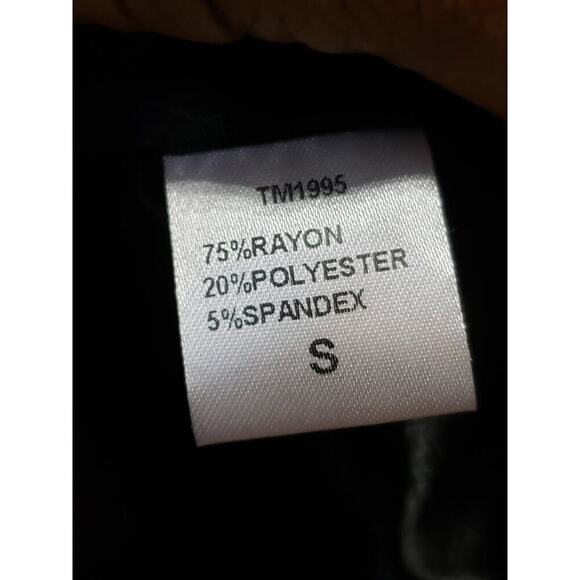 TM1995
75%RAYON
20%POLYESTER
5%SPANDEX
S